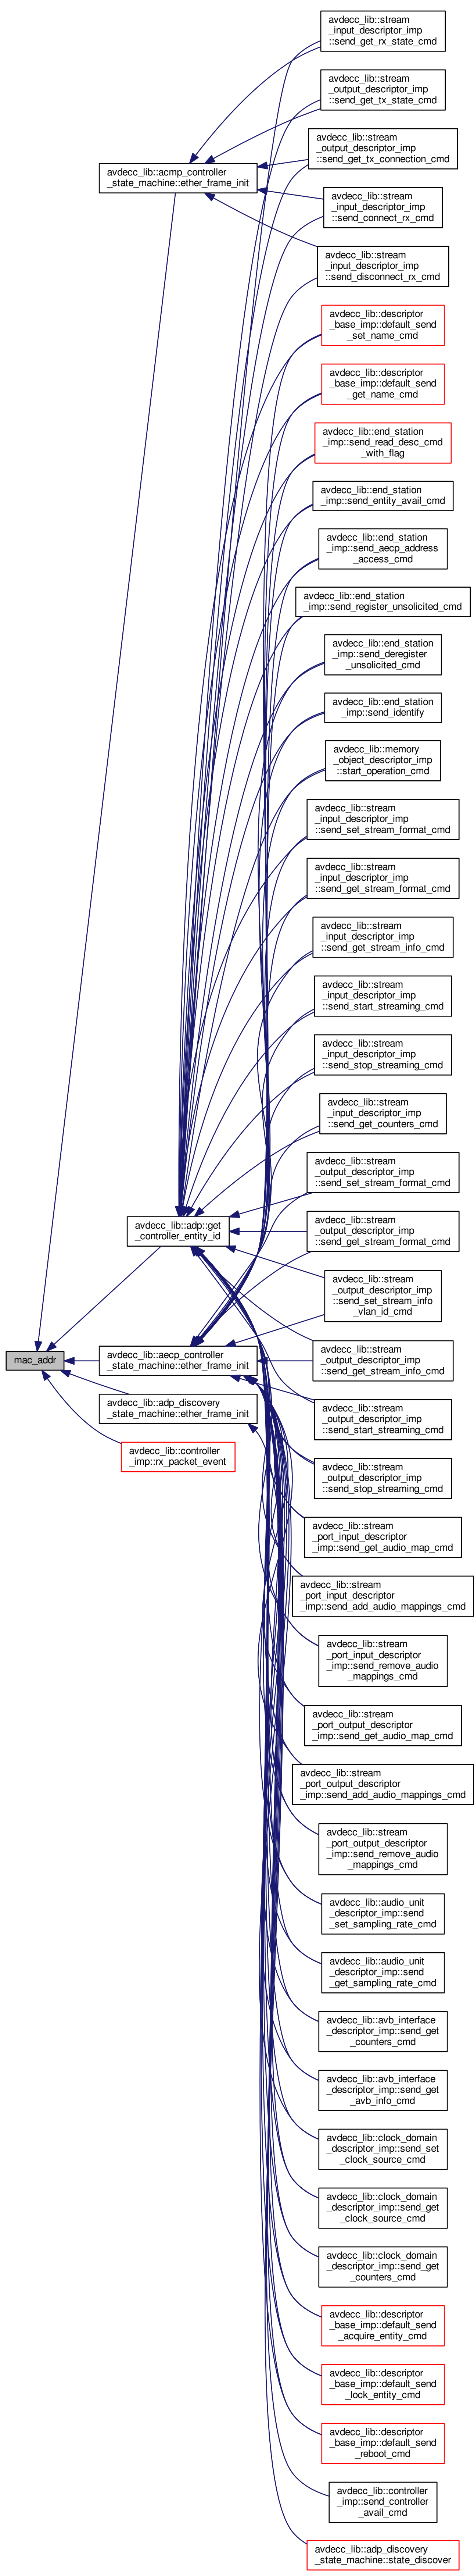 avdecc_lib::stream
_input_descriptor_imp
::send_get_rx_state_cmd
avdecc_lib::stream
_output_descriptor_imp
::send_get_tx_state_cmd
avdecc_lib::stream
_output_descriptor_imp
::send_get_tx_connection_cmd
avdecc_lib::acmp_controller
_state_machine::ether_frame_init
avdecc_lib::stream
_input_descriptor_imp
::send_connect_rx_cmd
avdecc_lib::stream
_input_descriptor_imp
::send_disconnect_rx_cmd
avdecc_lib::descriptor
_base_imp::default_send
_set_name_cmd
avdecc_lib::descriptor
_base_imp::default_send
_get_name_cmd
avdecc_lib::end_station
_imp::send_read_desc_cmd
_with_flag
avdecc_lib::end_station
_imp::send_entity_avail_cmd
avdecc_lib::end_station
_imp::send_aecp_address
_access_cmd
avdecc_lib::end_station
_imp::send_register_unsolicited_cmd
avdecc_lib::end_station
_imp::send_deregister
_unsolicited_cmd
avdecc_lib::end_station
_imp::send_identify
avdecc_lib::memory
_object_descriptor_imp
::start_operation_cmd
avdecc_lib::stream
_input_descriptor_imp
::send_set_stream_format_cmd
avdecc_lib::stream
_input_descriptor_imp
::send_get_stream_format_cmd
avdecc_lib::stream
_input_descriptor_imp
::send_get_stream_info_cmd
avdecc_lib::stream
_input_descriptor_imp
::send_start_streaming_cmd
avdecc_lib::stream
_input_descriptor_imp
::send_stop_streaming_cmd
avdecc_lib::stream
_input_descriptor_imp
::send_get_counters_cmd
avdecc_lib::stream
_output_descriptor_imp
::send_set_stream_format_cmd
avdecc_lib::adp::get
_controller_entity_id
avdecc_lib::stream
_output_descriptor_imp
::send_get_stream_format_cmd
avdecc_lib::stream
_output_descriptor_imp
::send_set_stream_info
_vlan_id_cmd
mac_addr
avdecc_lib::aecp_controller
_state_machine::ether_frame_init
avdecc_lib::stream
_output_descriptor_imp
::send_get_stream_info_cmd
avdecc_lib::adp_discovery
_state_machine::ether_frame_init
avdecc_lib::stream
_output_descriptor_imp
::send_start_streaming_cmd
avdecc_lib::controller
_imp::rx_packet_event
avdecc_lib::stream
_output_descriptor_imp
::send_stop_streaming_cmd
avdecc_lib::stream
_port_input_descriptor
_imp::send_get_audio_map_cmd
avdecc_lib::stream
_port_input_descriptor
_imp::send_add_audio_mappings_cmd
avdecc_lib::stream
_port_input_descriptor
_imp::send_remove_audio
_mappings_cmd
avdecc_lib::stream
_port_output_descriptor
_imp::send_get_audio_map_cmd
avdecc_lib::stream
_port_output_descriptor
_imp::send_add_audio_mappings_cmd
avdecc_lib::stream
_port_output_descriptor
_imp::send_remove_audio
_mappings_cmd
avdecc_lib::audio_unit
_descriptor_imp::send
_set_sampling_rate_cmd
avdecc_lib::audio_unit
_descriptor_imp::send
_get_sampling_rate_cmd
avdecc_lib::avb_interface
_descriptor_imp::send_get
_counters_cmd
avdecc_lib::avb_interface
_descriptor_imp::send_get
_avb_info_cmd
avdecc_lib::clock_domain
_descriptor_imp::send_set
_clock_source_cmd
avdecc_lib::clock_domain
_descriptor_imp::send_get
_clock_source_cmd
avdecc_lib::clock_domain
_descriptor_imp::send_get
_counters_cmd
avdecc_lib::descriptor
_base_imp::default_send
_acquire_entity_cmd
avdecc_lib::descriptor
_base_imp::default_send
_lock_entity_cmd
avdecc_lib::descriptor
_base_imp::default_send
_reboot_cmd
avdecc_lib::controller
_imp::send_controller
_avail_cmd
avdecc_lib::adp_discovery
_state_machine::state_discover